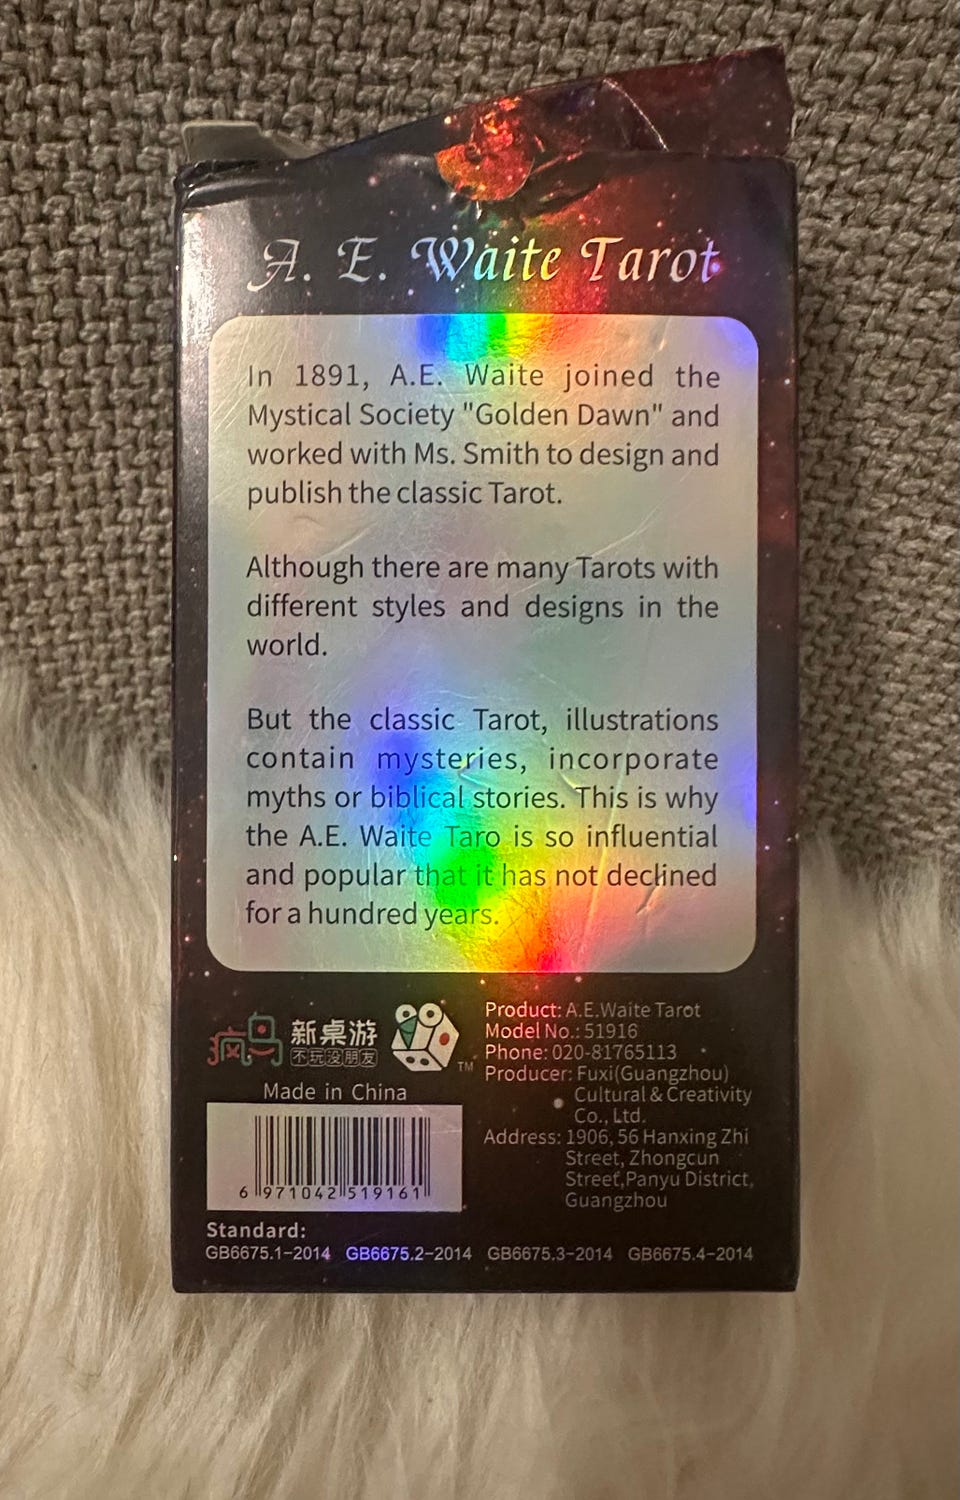 A. E. Waite Tarot
In 1891, A.E. Waite joined the
Mystical Society "Golden Dawn" and
worked with Ms. Smith to design and
publish the classic Tarot.
Although there are many Tarots with
different styles and designs in the
world.
But the classic Tarot, illustrations
contain mysteries, incorporate
myths or biblical stories. This is why
the A.E. Waite Taro is so influential
and popular that it has not declined
for a hundred years.
疯鸟
新桌游
不玩没朋友
TM
Made in China
6 971042 519161
Product: A.E.Waite Tarot
Model No.: 51916
Phone: 020-81765113
Producer: Fuxi(Guangzhou)
Cultural & Creativity
Co., Ltd.
Address: 1906, 56 Hanxing Zhi
Street, Zhongcun
Street,Panyu District,
Guangzhou
Standard:
GB6675.1-2014 GB6675.2-2014 GB6675.3-2014 GB6675.4-2014